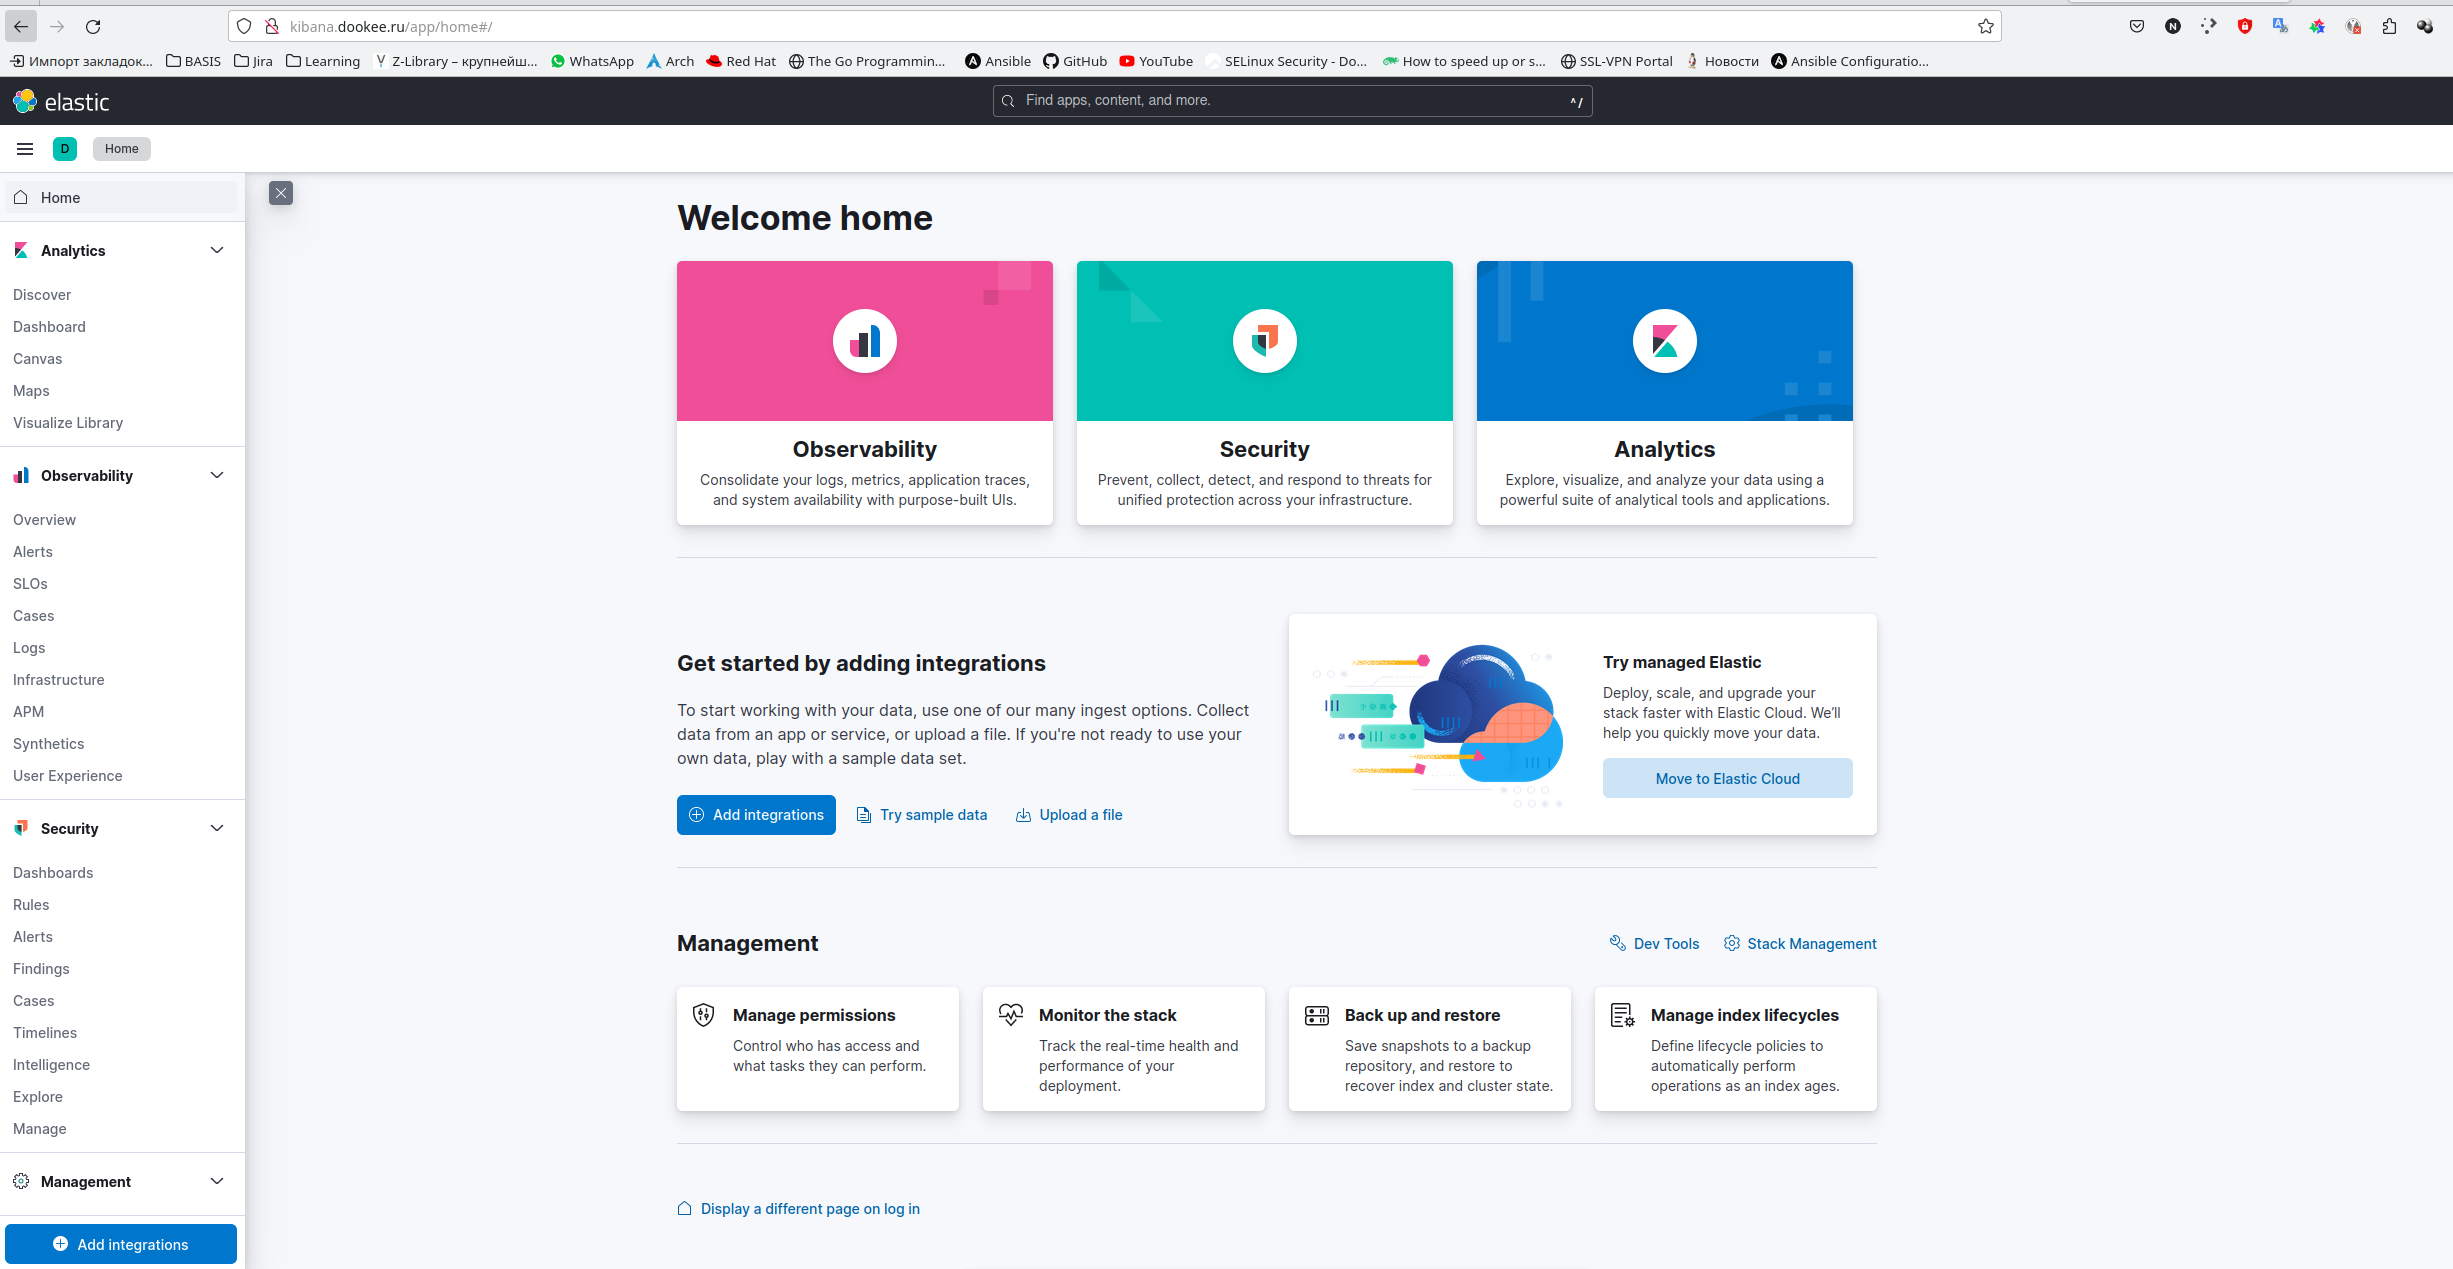 kibana.dookee.ru/app/home#/
Импорт закладок...
BASIS
Jira
Learning
Z-Library – крупнейш...
WhatsApp
Arch
Red Hat
The Go Programmin...
Ansible
GitHub
YouTube
SELinux Security - Do...
How to speed up or s...
SSL-VPN Portal
Новости
Ansible Configuratio...
elastic
Find apps, content, and more.
^/
D
Home
Home
Analytics
Discover
Dashboard
Canvas
Maps
Visualize Library
Observability
Overview
Alerts
SLOs
Cases
Logs
Infrastructure
APM
Synthetics
User Experience
Security
Dashboards
Rules
Alerts
Findings
Cases
Timelines
Intelligence
Explore
Manage
Management
Add integrations
Welcome home
Observability
Consolidate your logs, metrics, application traces,
and system availability with purpose-built UIs.
Security
Prevent, collect, detect, and respond to threats for
unified protection across your infrastructure.
Analytics
Explore, visualize, and analyze your data using a
powerful suite of analytical tools and applications.
Get started by adding integrations
To start working with your data, use one of our many ingest options. Collect
data from an app or service, or upload a file. If you're not ready to use your
own data, play with a sample data set.
Add integrations
Try sample data
Upload a file
Try managed Elastic
Deploy, scale, and upgrade your
stack faster with Elastic Cloud. We’ll
help you quickly move your data.
Move to Elastic Cloud
Management
Dev Tools
Stack Management
Manage permissions
Control who has access and
what tasks they can perform.
Monitor the stack
Track the real-time health and
performance of your
deployment.
Back up and restore
Save snapshots to a backup
repository, and restore to
recover index and cluster state.
Manage index lifecycles
Define lifecycle policies to
automatically perform
operations as an index ages.
Display a different page on log in